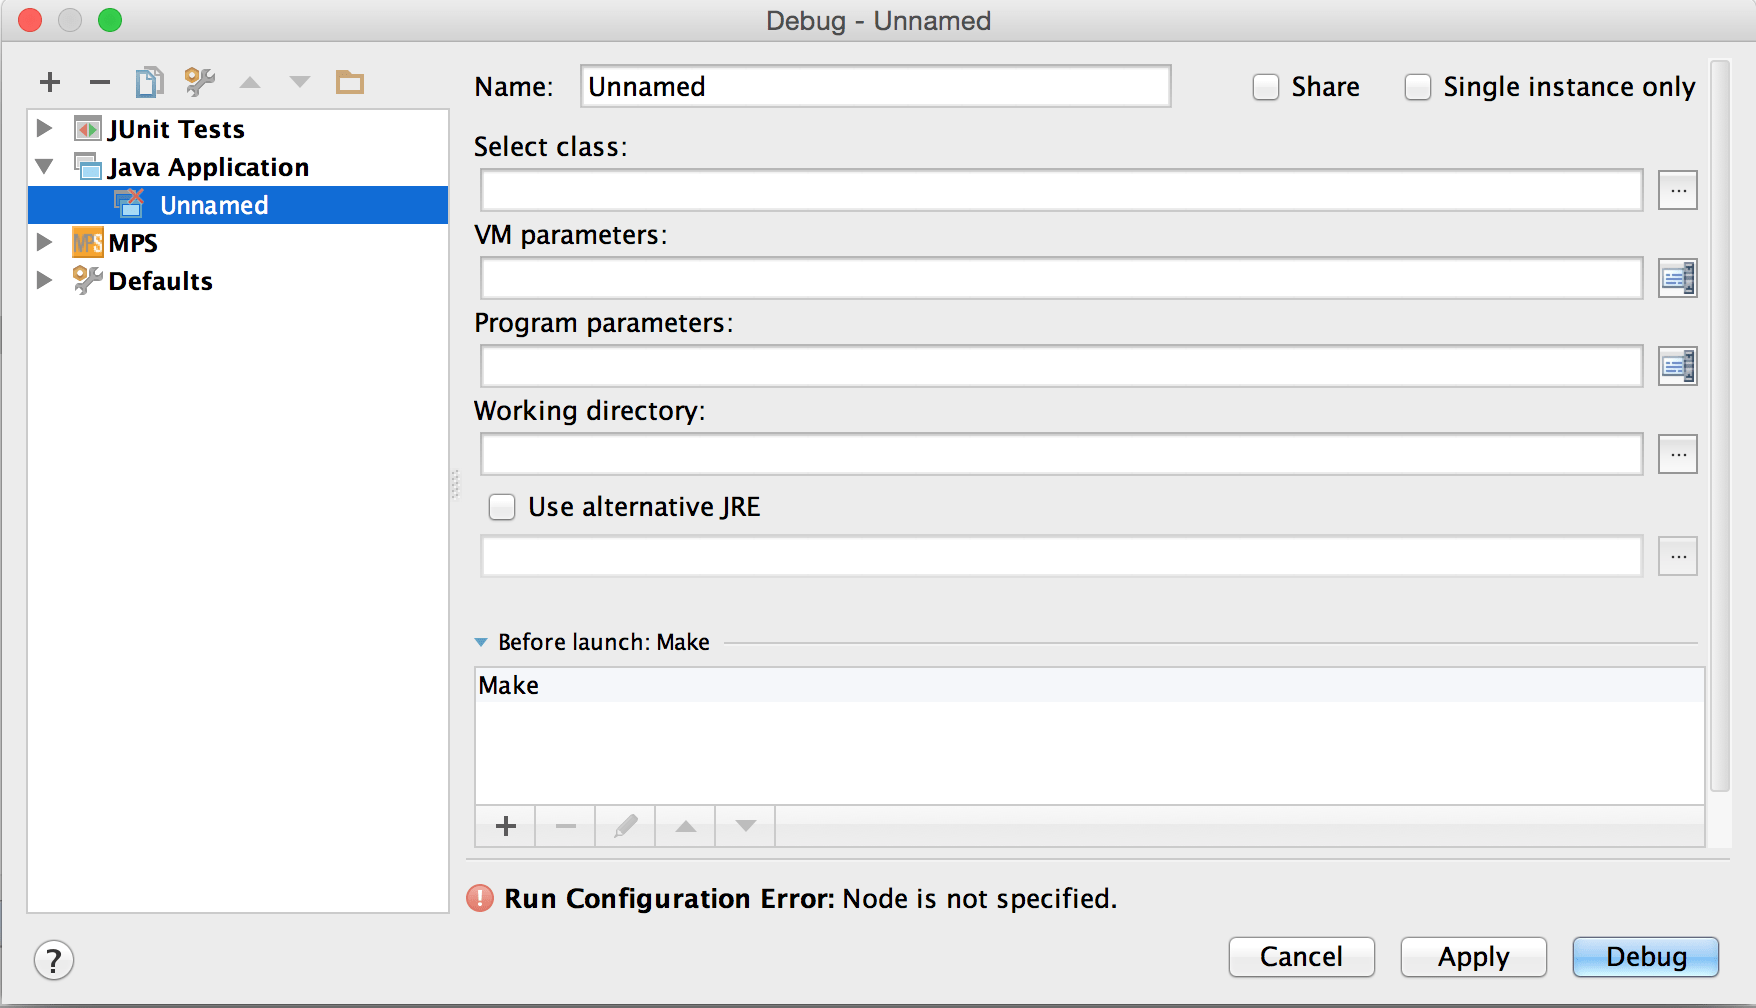 Debug - Unnamed
Name: Unnamed
Share
Single instance only
JUnit Tests
Java Application
Unnamed
MPS
MPS
Defaults
Select class:
...
VM parameters:
Program parameters:
Working directory:
...
Use alternative JRE
...
Before launch: Make
Make
! Run Configuration Error: Node is not specified.
?
Cancel
Apply
Debug